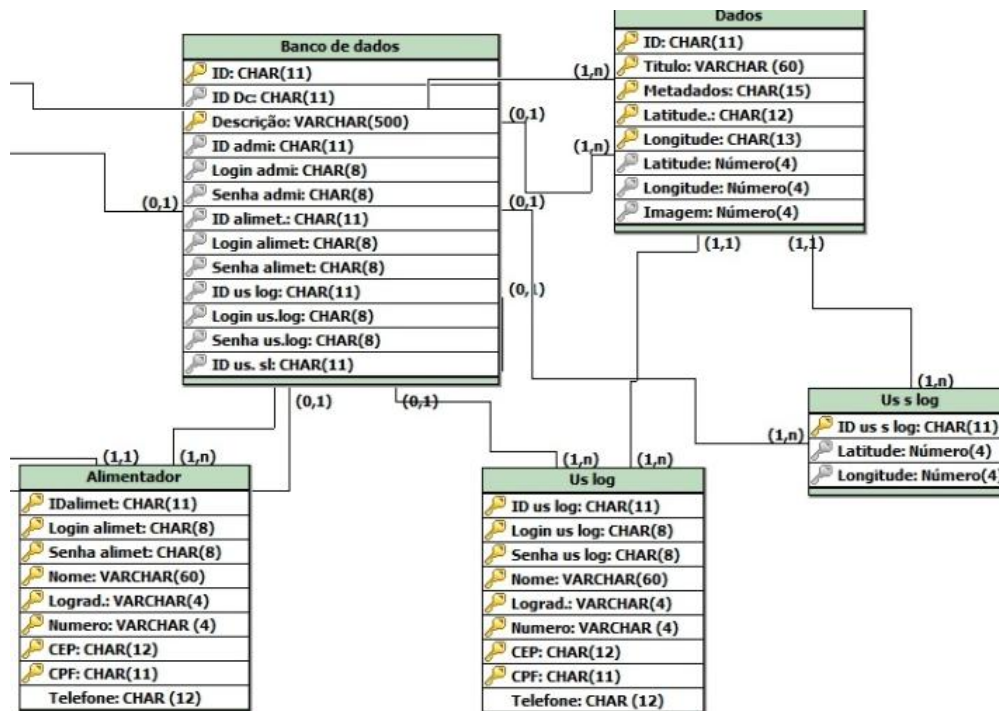 Banco de dados
ID: CHAR(11)
ID Dc: CHAR(11)
Descrição: VARCHAR(500)
ID admi: CHAR(11)
Login admi: CHAR(8)
Senha admi: CHAR(8)
ID alimet.: CHAR(11)
Login alimet: CHAR(8)
Senha alimet: CHAR(8)
ID us log: CHAR(11)
Login us.log: CHAR(8)
Senha us.log: CHAR(8)
ID us. sl: CHAR(11)
Dados
ID: CHAR(11)
Titulo: VARCHAR (60)
Metadados: CHAR(15)
Latitude.: CHAR(12)
Longitude: CHAR(13)
Latitude: Número(4)
Longitude: Número(4)
Imagem: Número(4)
(1,n)
(0,1)
(1,n)
(0,1)
(0,1)
(0,1)
(1,1)
(1,1)
(0,1)
(0,1)
(1,n)
(1,n)
Us s log
ID us s log: CHAR(11)
Latitude: Número(4)
Longitude: Número(4)
(1,1)
(1,n)
Alimentador
IDalimet: CHAR(11)
Login alimet: CHAR(8)
Senha alimet: CHAR(8)
Nome: VARCHAR(60)
Lograd.: VARCHAR(4)
Numero: VARCHAR (4)
CEP: CHAR(12)
CPF: CHAR(11)
Telefone: CHAR (12)
(1,n)
(1,n)
Us log
ID us log: CHAR(11)
Login us log: CHAR(8)
Senha us log: CHAR(8)
Nome: VARCHAR(60)
Lograd.: VARCHAR(4)
Numero: VARCHAR (4)
CEP: CHAR(12)
CPF: CHAR(11)
Telefone: CHAR (12)